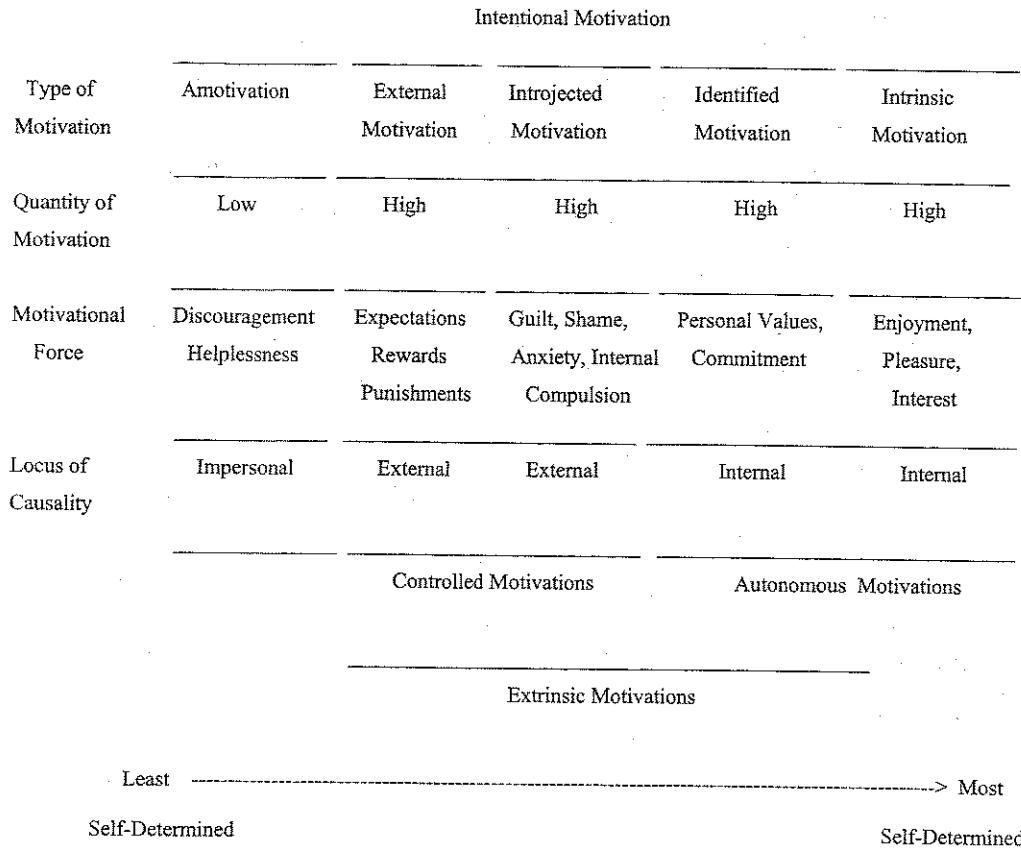 Intentional Motivation
Type of Amotivation External Introjected Identified Intrinsic
Motivation Motivation Motivation Motivation Motivation
Quantity of Low High High High High
Motivation
Motivational Discouragement Expectations Guilt, Shame, Personal Values, Enjoyment,
Force Helplessness Rewards Anxiety, Internal Commitment Pleasure,
Punishments Compulsion Interest
Locus of Impersonal External External Internal Internal
Causality
Controlled Motivations Autonomous Motivations
Extrinsic Motivations
Least ---> Most
Self-Determined Self-Determined